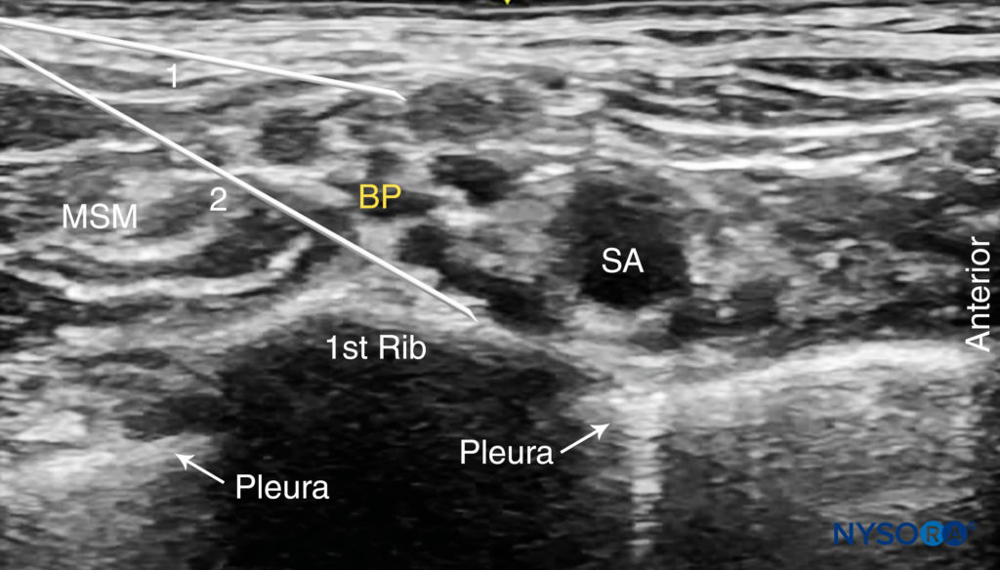 1
2
BP
MSM
SA
Anterior
1st Rib
Pleura
Pleura
NYSORA